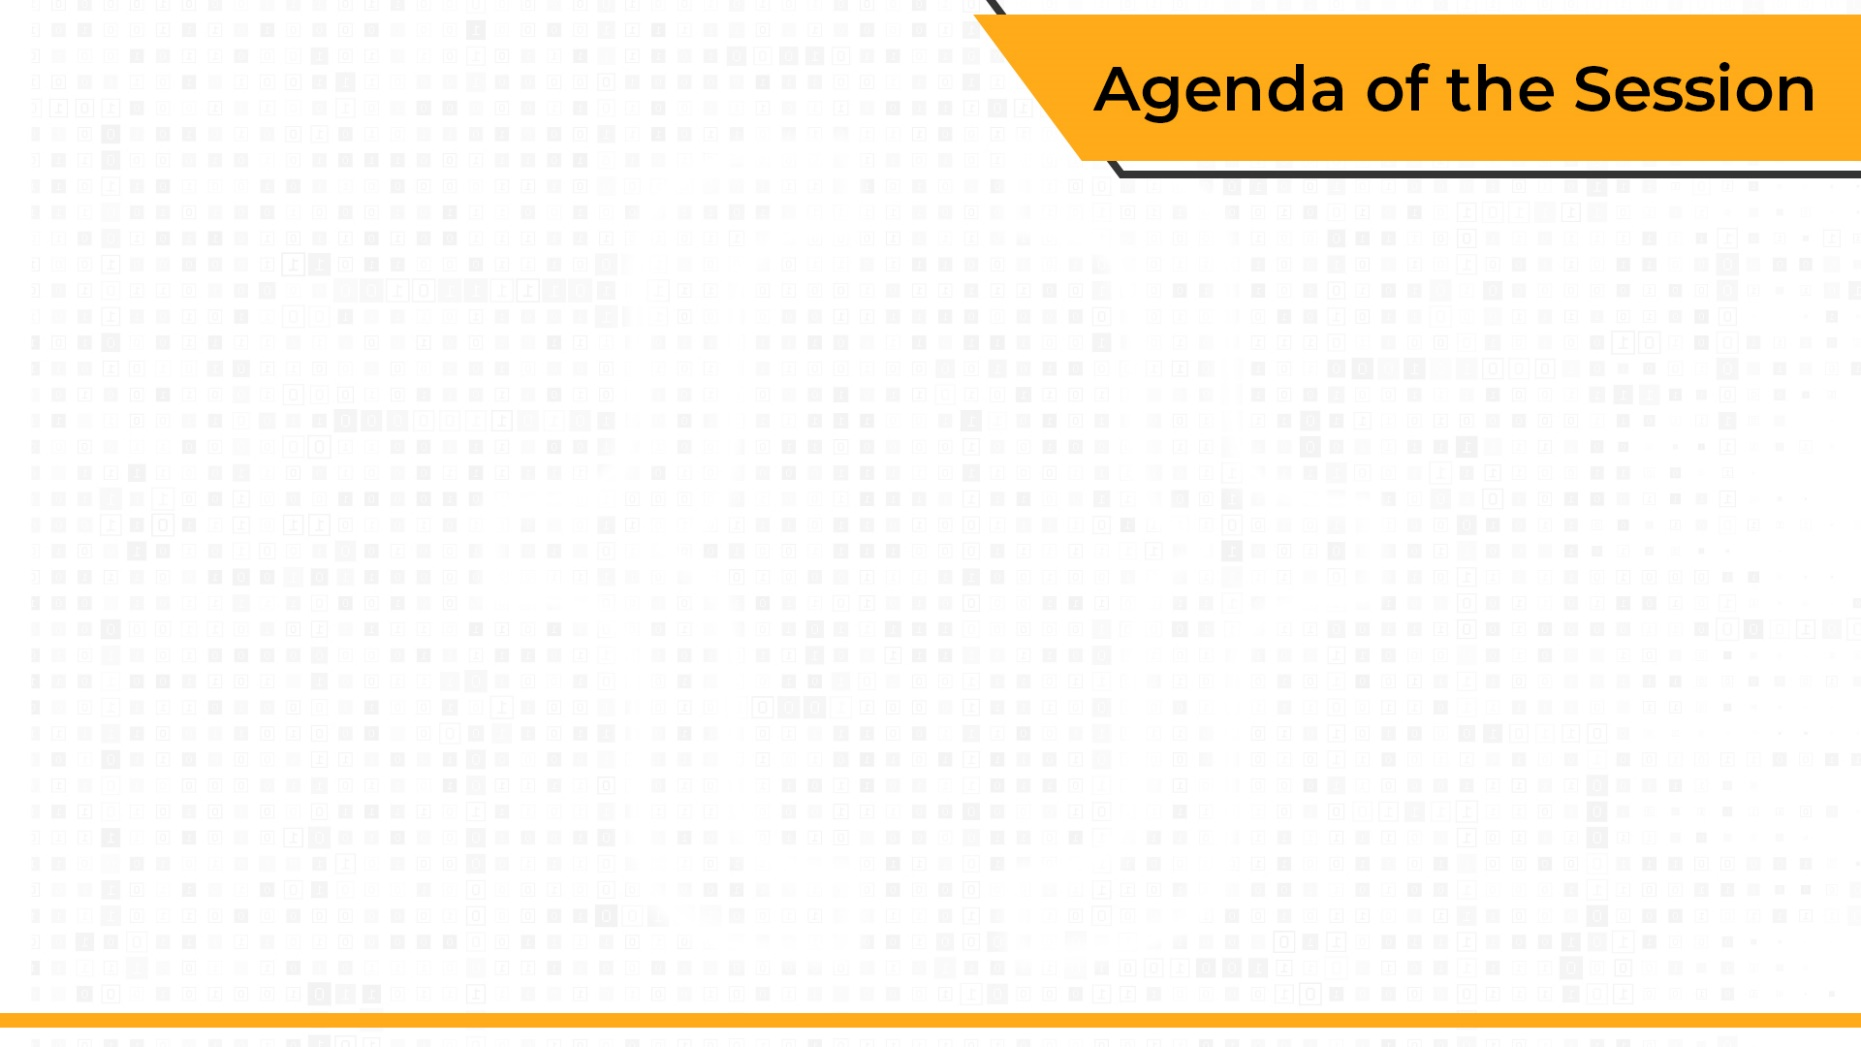 Agenda of the Session